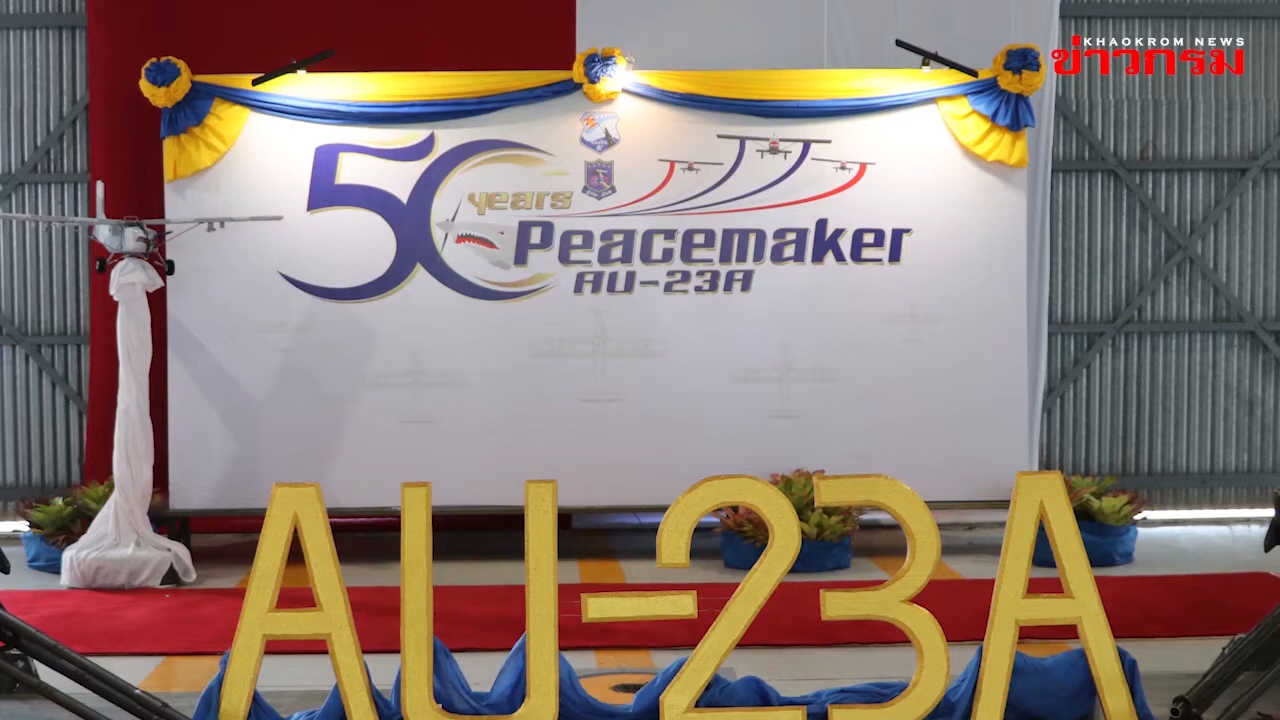 KHAOKROM NEWS
ข่าวกรม
50 years
Peacemaker
AU-23A
AU-23A